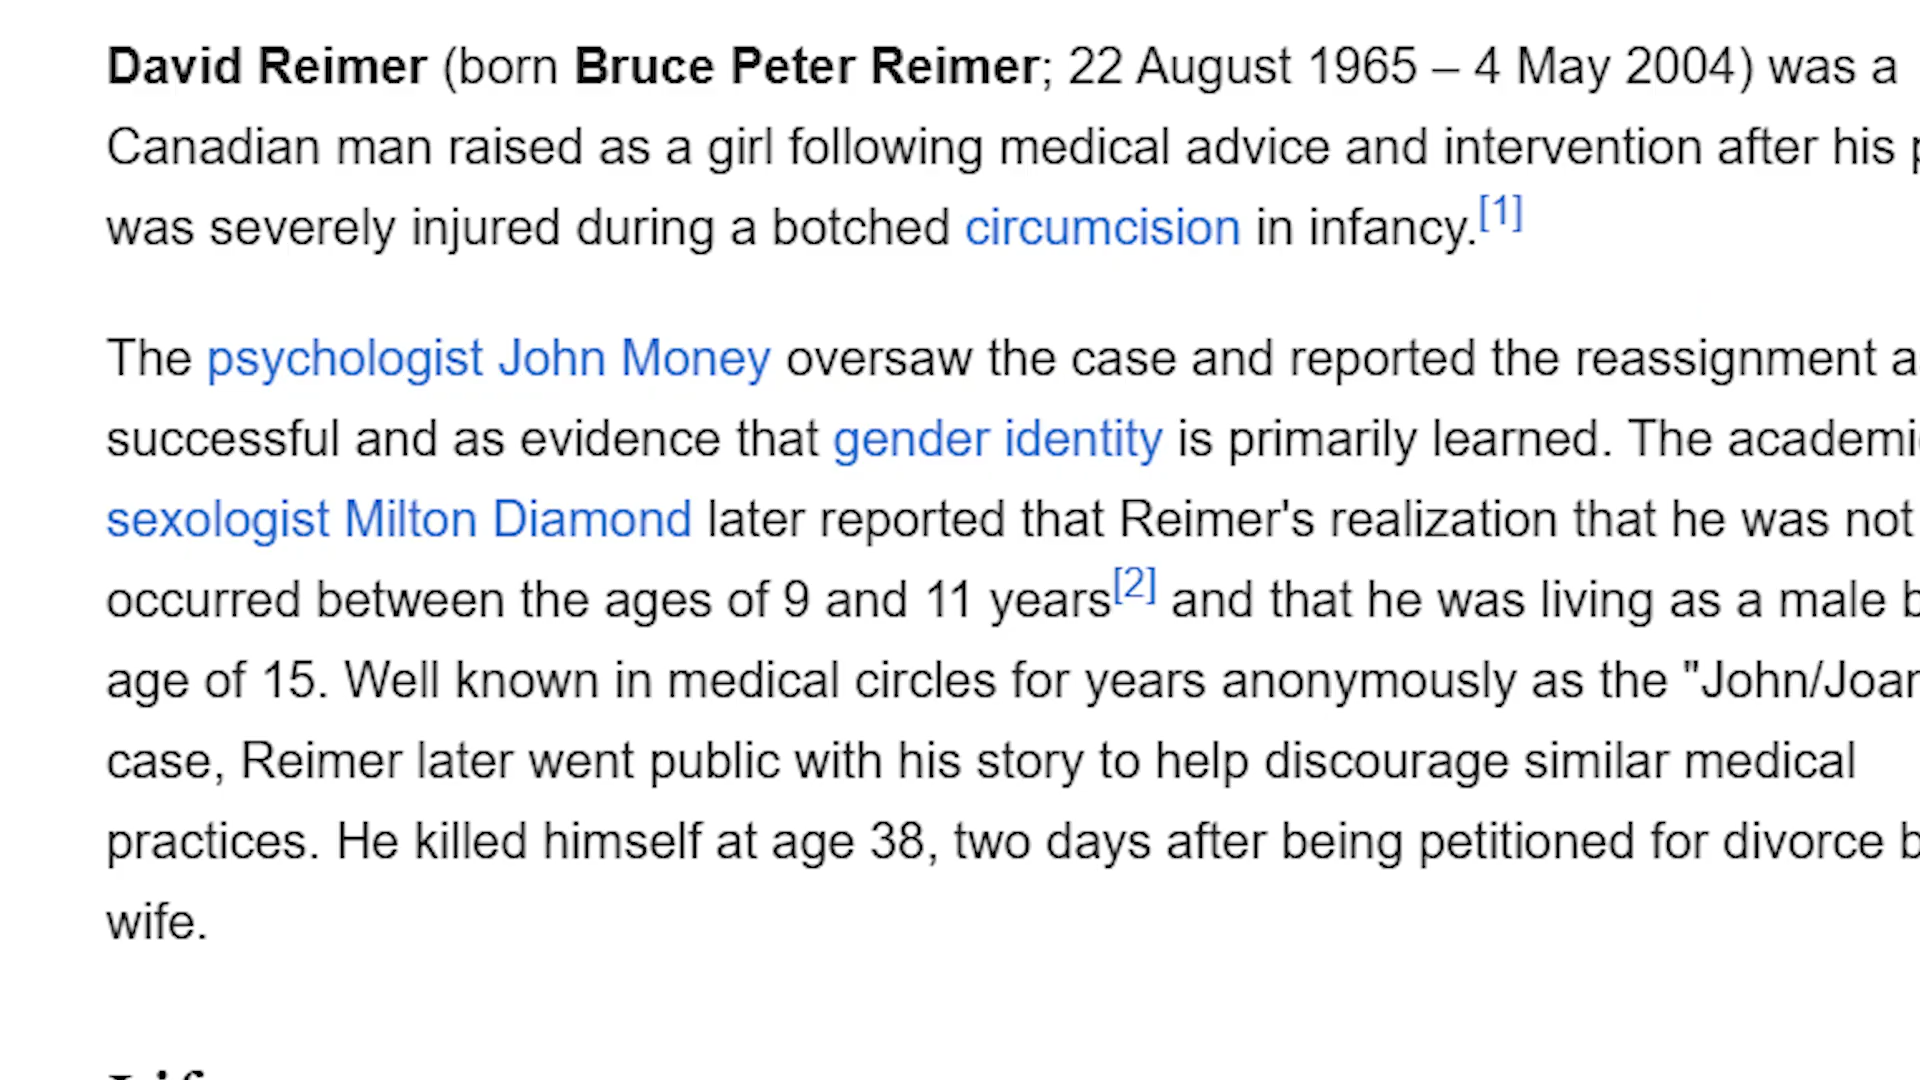 David Reimer (born Bruce Peter Reimer; 22 August 1965 – 4 May 2004) was a
Canadian man raised as a girl following medical advice and intervention after his
was severely injured during a botched circumcision in infancy.[1]
The psychologist John Money oversaw the case and reported the reassignment
successful and as evidence that gender identity is primarily learned. The
sexologist Milton Diamond later reported that Reimer's realization that he was not
occurred between the ages of 9 and 11 years[2] and that he was living as a male
age of 15. Well known in medical circles for years anonymously as the "John/Joan
case, Reimer later went public with his story to help discourage similar medical
practices. He killed himself at age 38, two days after being petitioned for divorce
wife.